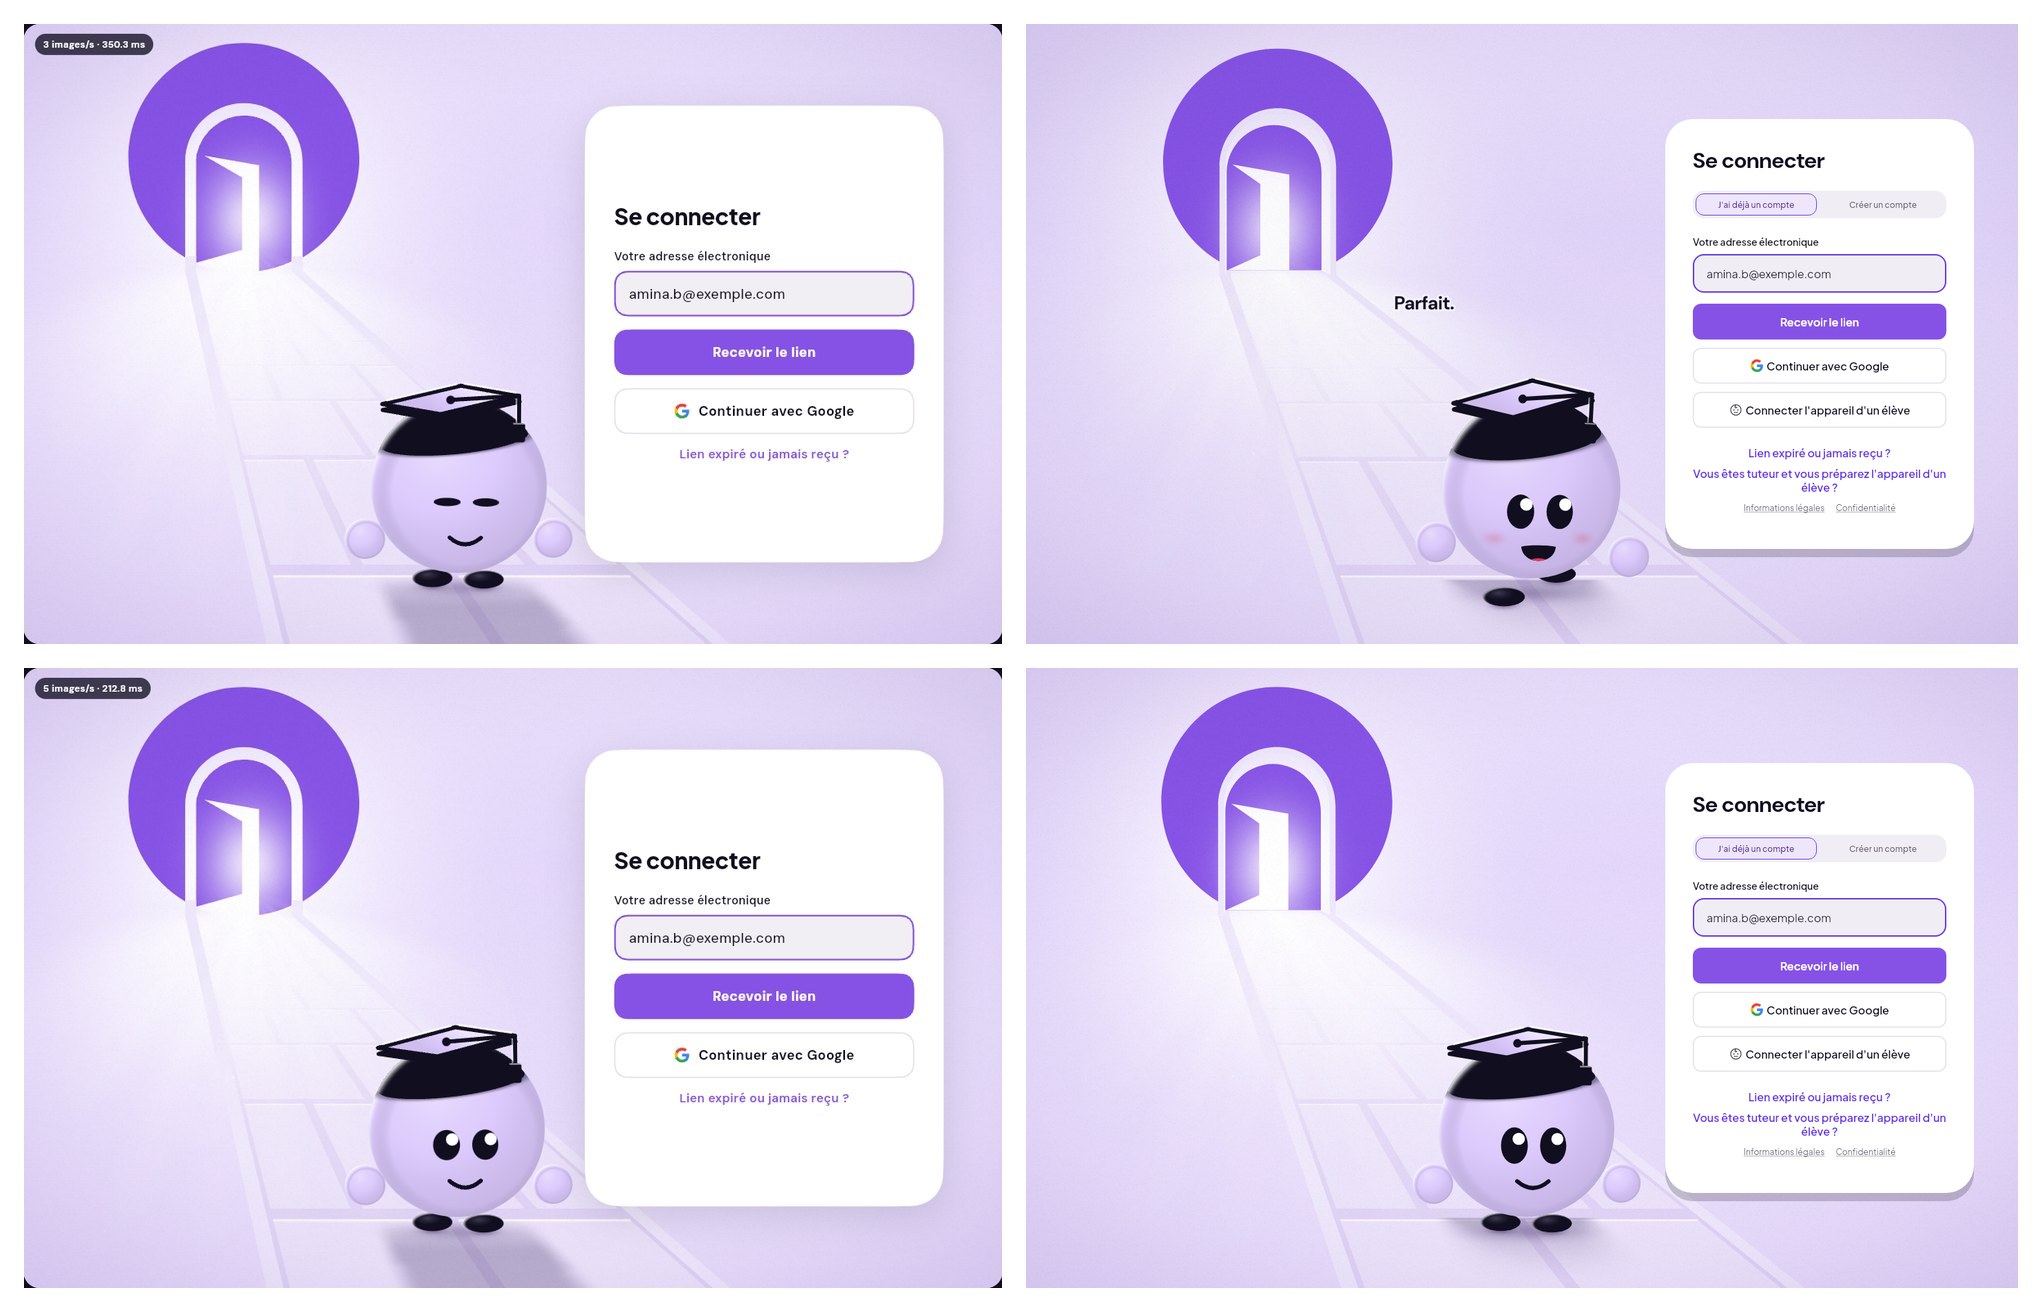 3 images/s · 350.3 ms
Se connecter
Votre adresse électronique
amina.b@exemple.com
Recevoir le lien
Continuer avec Google
Lien expiré ou jamais reçu ?
Parfait.
Se connecter
J'ai déjà un compte
Créer un compte
Votre adresse électronique
amina.b@exemple.com
Recevoir le lien
Continuer avec Google
Connecter l'appareil d'un élève
Lien expiré ou jamais reçu ?
Vous êtes tuteur et vous préparez l'appareil d'un
élève ?
Informations légales
Confidentialité
5 images/s · 212.8 ms
Se connecter
Votre adresse électronique
amina.b@exemple.com
Recevoir le lien
Continuer avec Google
Lien expiré ou jamais reçu ?
Se connecter
J'ai déjà un compte
Créer un compte
Votre adresse électronique
amina.b@exemple.com
Recevoir le lien
Continuer avec Google
Connecter l'appareil d'un élève
Lien expiré ou jamais reçu ?
Vous êtes tuteur et vous préparez l'appareil d'un
élève ?
Informations légales
Confidentialité